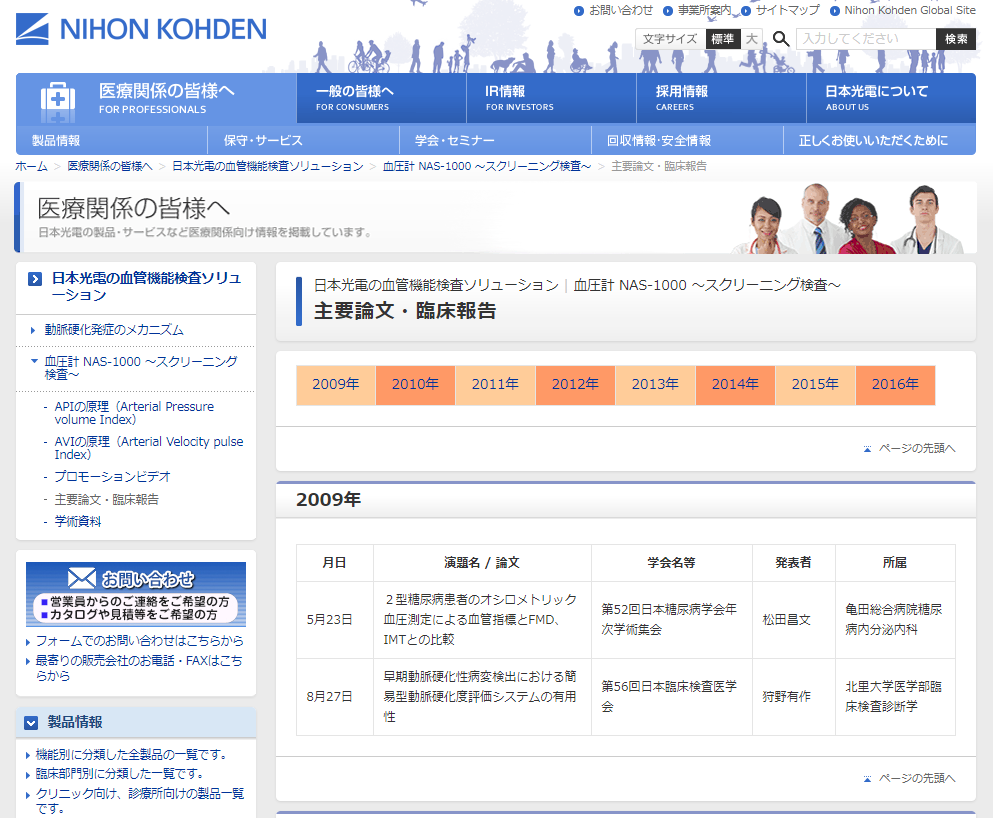 NIHON KOHDEN
お問い合わせ
事業所案内
サイトマップ
Nihon Kohden Global Site
文字サイズ 標準 大
入力してください
検索
医療関係の皆様へ
FOR PROFESSIONALS
一般の皆様へ
FOR CONSUMERS
IR情報
FOR INVESTORS
採用情報
CAREERS
日本光電について
ABOUT US
製品情報
保守・サービス
学会・セミナー
回収情報・安全情報
正しくお使いいただくために
ホーム > 医療関係の皆様へ > 日本光電の血管機能検査ソリューション > 血圧計 NAS-1000 ～スクリーニング検査～ > 主要論文・臨床報告
医療関係の皆様へ
日本光電の製品・サービスなど医療関係向け情報を掲載しています。
日本光電の血管機能検査ソリュ
ーション
動脈硬化発症のメカニズム
血圧計 NAS-1000 ～スクリーニング
検査～
- APIの原理（Arterial Pressure
volume Index）
- AVIの原理（Arterial Velocity pulse
Index）
- プロモーションビデオ
- 主要論文・臨床報告
- 学術資料
お問い合わせ
■営業員からのご連絡をご希望の方
■カタログや見積等をご希望の方
フォームでのお問い合わせはこちらから
最寄りの販売会社のお電話・FAXはこち
らから
製品情報
機能別に分類した全製品の一覧です。
臨床部門別に分類した一覧です。
クリニック向け、診療所向けの製品一覧
です。
日本光電の血管機能検査ソリューション｜血圧計 NAS-1000 ～スクリーニング検査～
主要論文・臨床報告
2009年 2010年 2011年 2012年 2013年 2014年 2015年 2016年
ページの先頭へ
2009年
月日 演題名 / 論文 学会名等 発表者 所属
5月23日
２型糖尿病患者のオシロメトリック
血圧測定による血管指標とFMD、
IMTとの比較
第52回日本糖尿病学会年
次学術集会
松田昌文
亀田総合病院糖尿
病内分泌内科
8月27日
早期動脈硬化性病変検出における簡
易型動脈硬化度評価システムの有用
性
第56回日本臨床検査医学
会
狩野有作
北里大学医学部臨
床検査診断学
ページの先頭へ